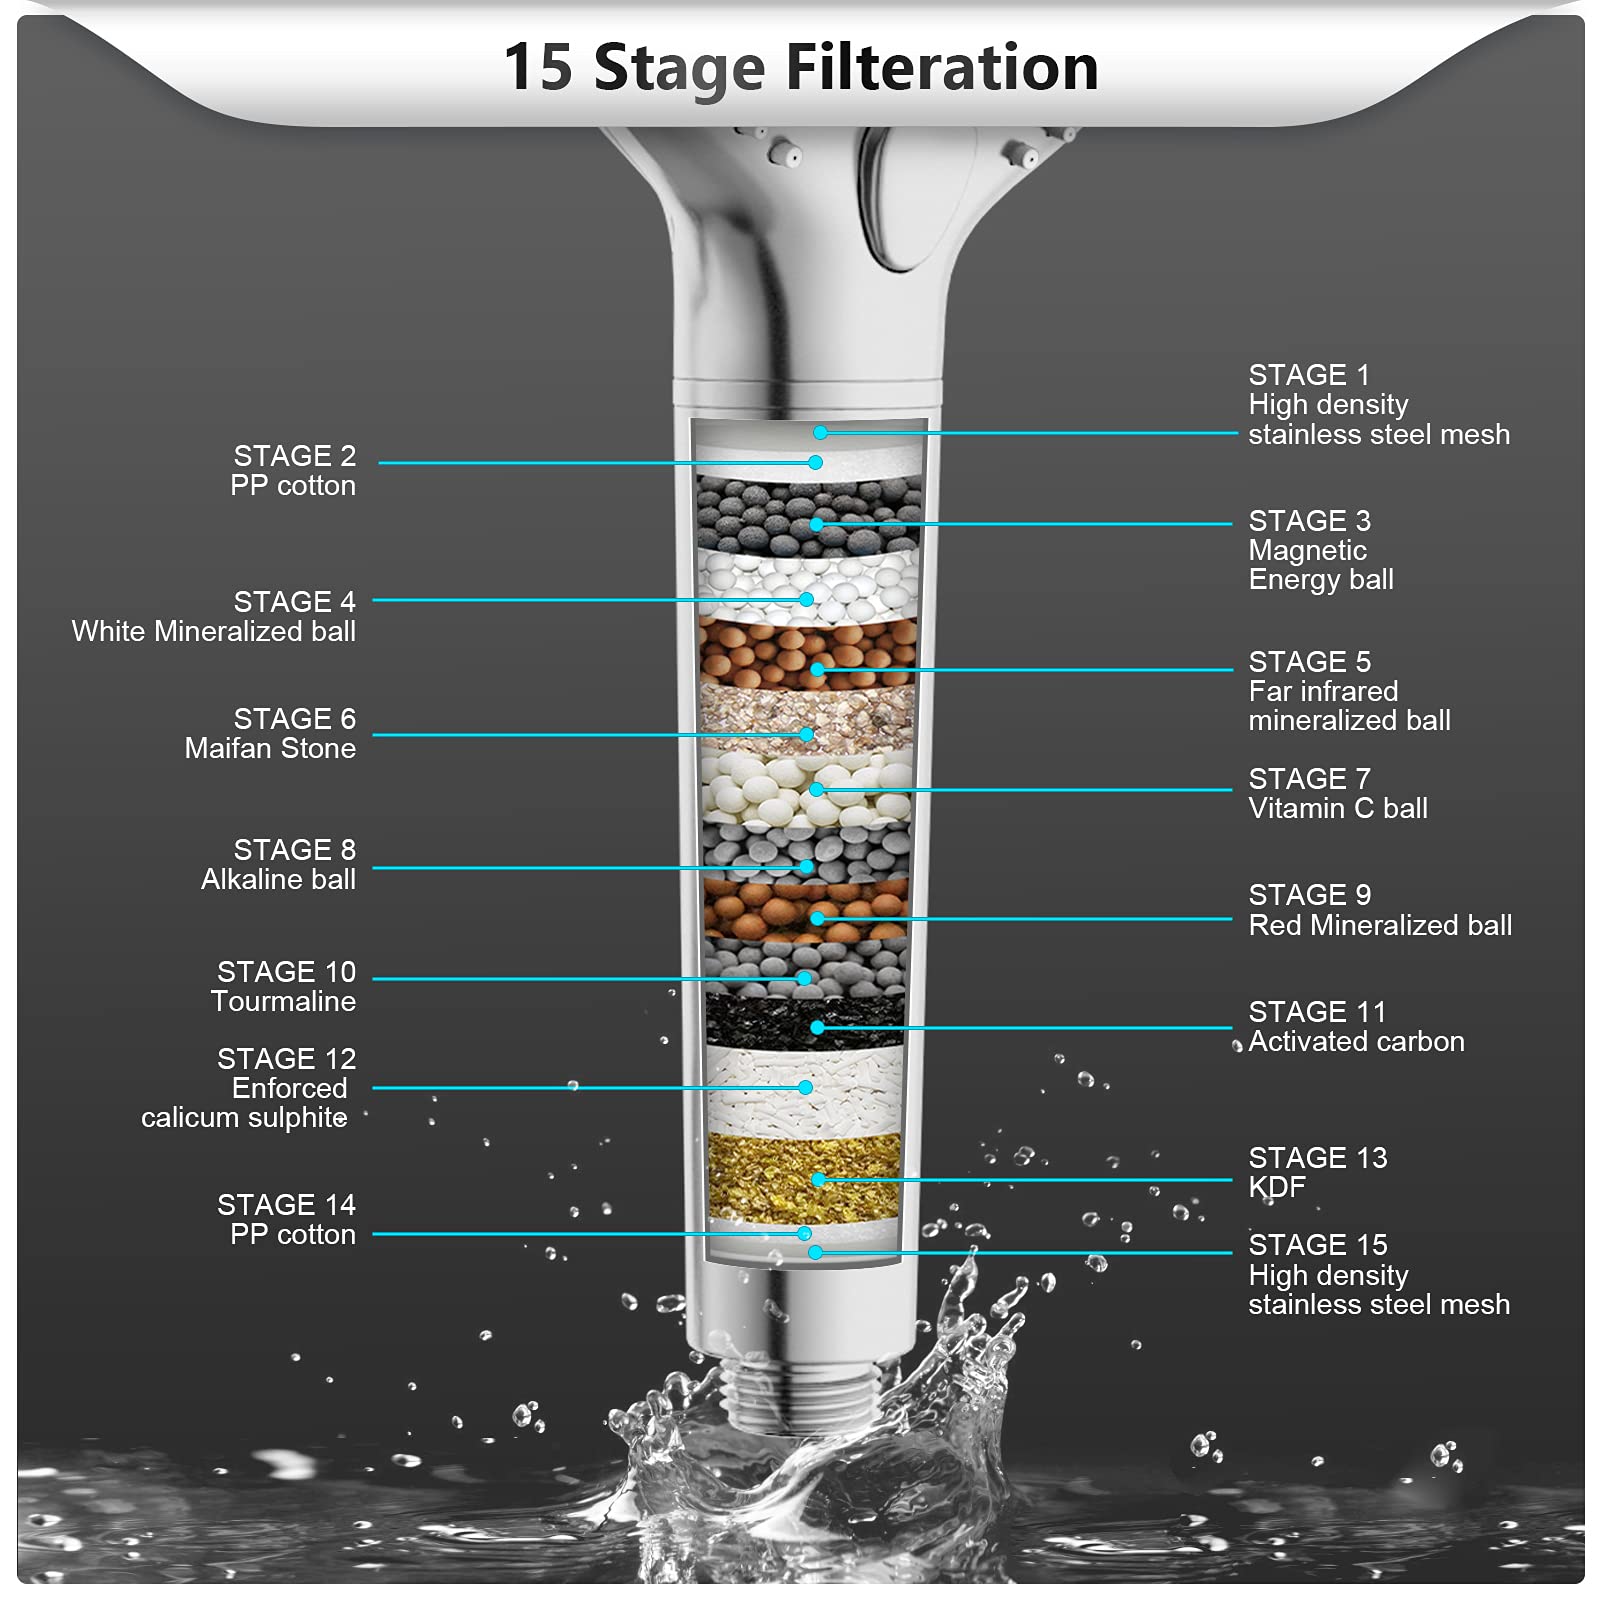 15 Stage Filteration
STAGE 1
High density
stainless steel mesh
STAGE 2
PP cotton
STAGE 3
Magnetic
Energy ball
STAGE 4
White Mineralized ball
STAGE 5
Far infrared
mineralized ball
STAGE 6
Maifan Stone
STAGE 7
Vitamin C ball
STAGE 8
Alkaline ball
STAGE 9
Red Mineralized ball
STAGE 10
Tourmaline
STAGE 11
Activated carbon
STAGE 12
Enforced
calicum sulphite
STAGE 13
KDF
STAGE 14
PP cotton
STAGE 15
High density
stainless steel mesh